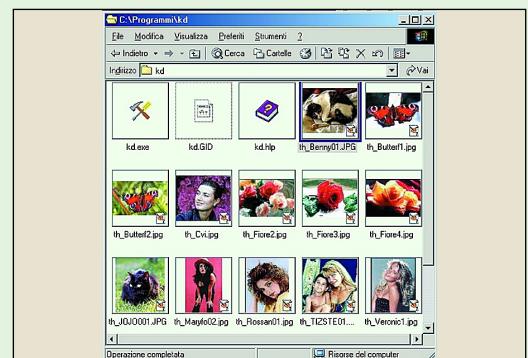 C:\Programmi\kd
File Modifica Visualizza Preferiti Strumenti ?
Indietro Cerca Cartelle
Indirizzo kd Vai
kd.exe kd.GID kd.hlp th_Benny01.JPG th_Butterf1.jpg
th_Butterf2.jpg th_Cvi.jpg th_Fiore2.jpg th_Fiore3.jpg th_Fiore4.jpg
th_JOJO001.JPG th_Marylo02.jpg th_Rossan01.jpg th_TIZSTE01.... th_Veronic1.jpg
Operazione completata Risorse del computer